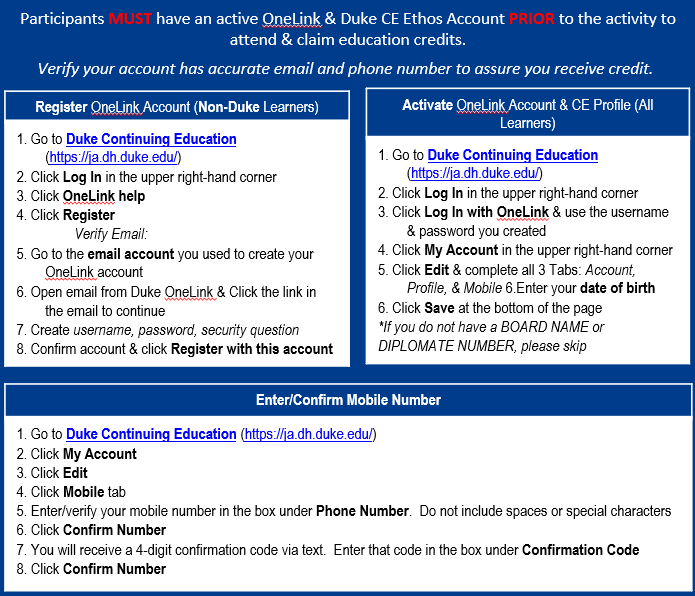 Participants MUST have an active OneLink & Duke CE Ethos Account PRIOR to the activity to
attend & claim education credits.
Verify your account has accurate email and phone number to assure you receive credit.
Register OneLink Account (Non-Duke Learners)
1. Go to Duke Continuing Education
(https://ja.dh.duke.edu/)
2. Click Log In in the upper right-hand corner
3. Click OneLink help
4. Click Register
Verify Email:
5. Go to the email account you used to create your
OneLink account
6. Open email from Duke OneLink & Click the link in
the email to continue
7. Create username, password, security question
8. Confirm account & click Register with this account
Activate OneLink Account & CE Profile (All
Learners)
1. Go to Duke Continuing Education
(https://ja.dh.duke.edu/)
2. Click Log In in the upper right-hand corner
3. Click Log In with OneLink & use the username
& password you created
4. Click My Account in the upper right-hand corner
5. Click Edit & complete all 3 Tabs: Account,
Profile, & Mobile 6.Enter your date of birth
6. Click Save at the bottom of the page
*If you do not have a BOARD NAME or
DIPLOMATE NUMBER, please skip
Enter/Confirm Mobile Number
1. Go to Duke Continuing Education (https://ja.dh.duke.edu/)
2. Click My Account
3. Click Edit
4. Click Mobile tab
5. Enter/verify your mobile number in the box under Phone Number. Do not include spaces or special characters
6. Click Confirm Number
7. You will receive a 4-digit confirmation code via text. Enter that code in the box under Confirmation Code
8. Click Confirm Number